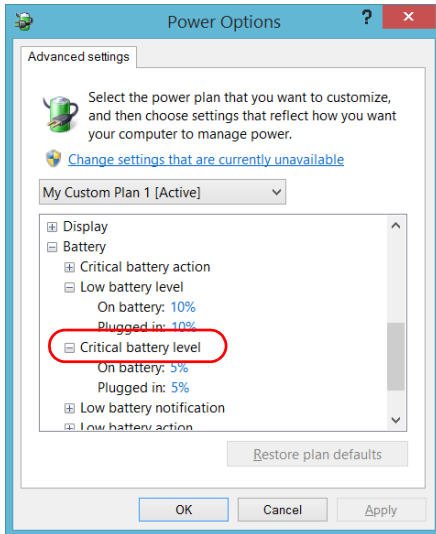 Power Options
?
Advanced settings
Select the power plan that you want to customize,
and then choose settings that reflect how you want
your computer to manage power.
Change settings that are currently unavailable
My Custom Plan 1 [Active]
Display
Battery
Critical battery action
Low battery level
On battery: 10%
Plugged in: 10%
Critical battery level
On battery: 5%
Plugged in: 5%
Low battery notification
Low battery action
Restore plan defaults
OK Cancel Apply